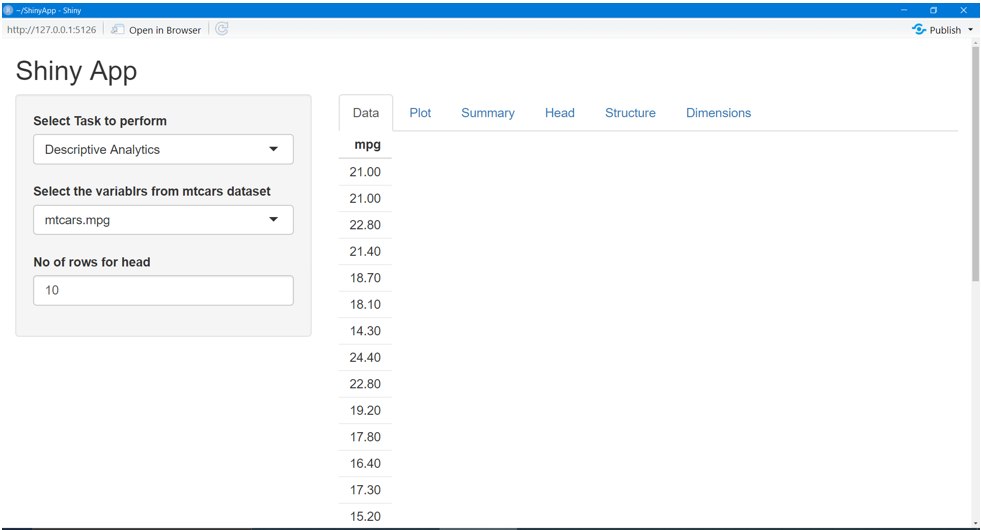 ~/ShinyApp - Shiny
http://127.0.0.1:5126 Open in Browser Publish
Shiny App
Select Task to perform
Descriptive Analytics
Select the variablrs from mtcars dataset
mtcars.mpg
No of rows for head
10
Data Plot Summary Head Structure Dimensions
mpg
21.00
21.00
22.80
21.40
18.70
18.10
14.30
24.40
22.80
19.20
17.80
16.40
17.30
15.20